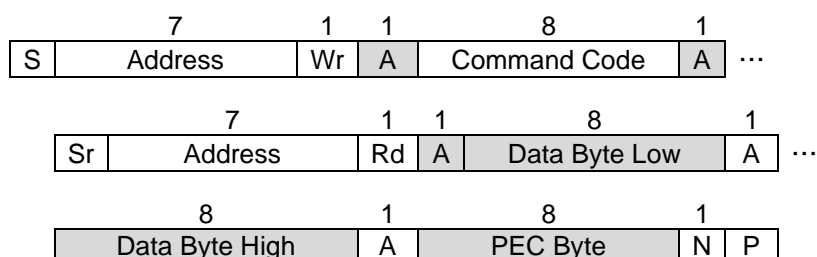 7 1 1 8 1
S Address Wr A Command Code A ...
7 1 1 8 1
Sr Address Rd A Data Byte Low A ...
8 1 8 1
Data Byte High A PEC Byte N P